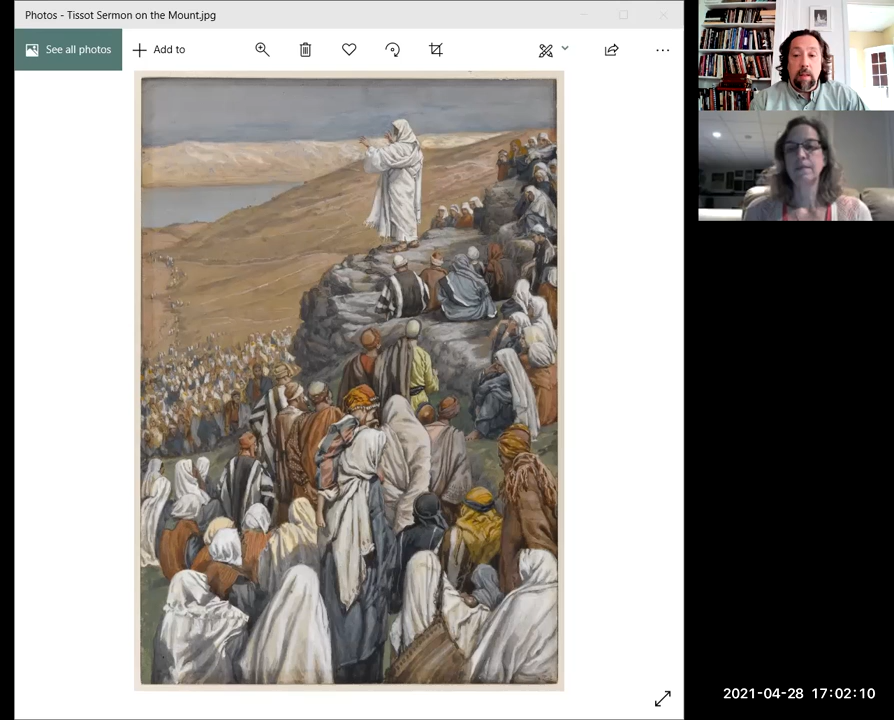 Photos - Tissot Sermon on the Mount.jpg
See all photos
Add to
2021-04-28 17:02:10